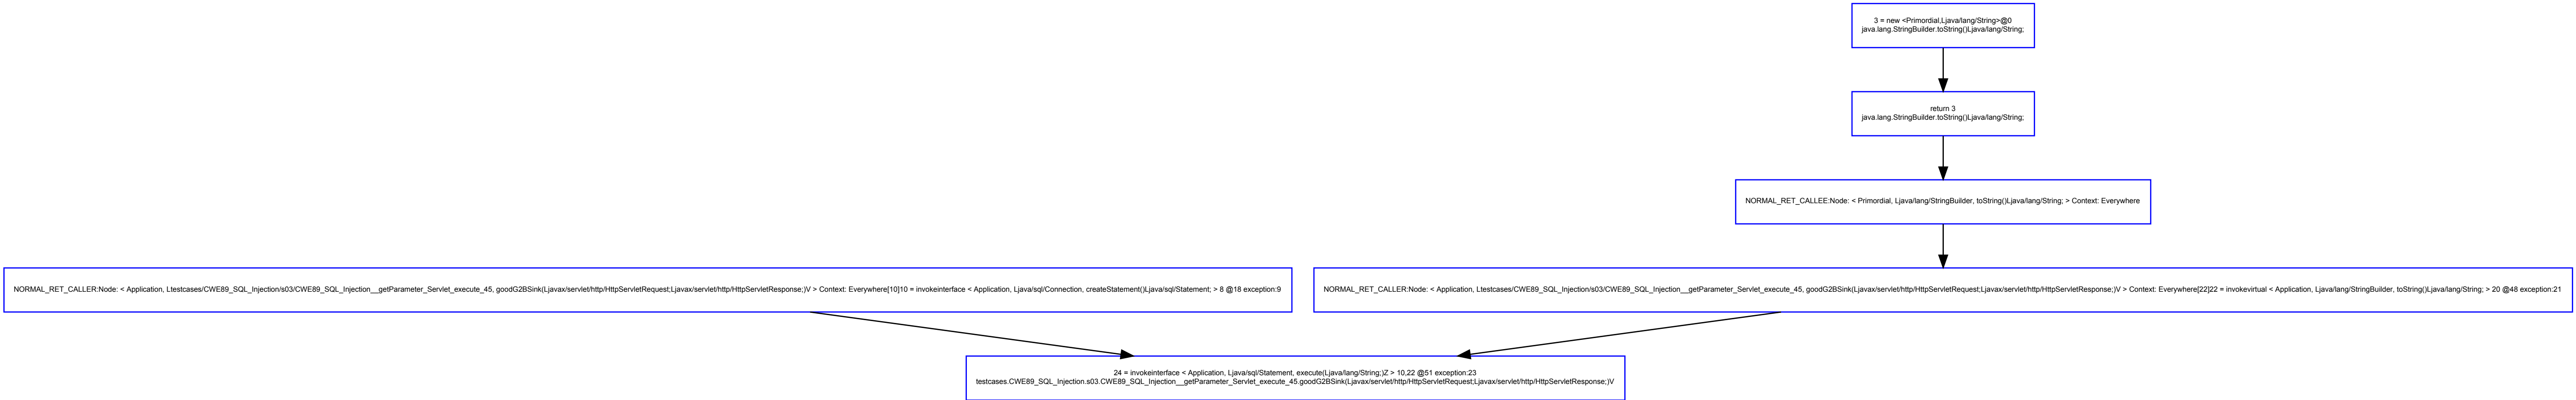 3 = new <Primordial,Ljava/lang/String>@0
java.lang.StringBuilder.toString()Ljava/lang/String;
return 3
java.lang.StringBuilder.toString()Ljava/lang/String;
NORMAL_RET_CALLEE:Node: < Primordial, Ljava/lang/StringBuilder, toString()Ljava/lang/String; > Context: Everywhere
NORMAL_RET_CALLER:Node: < Application, Ltestcases/CWE89_SQL_Injection/s03/CWE89_SQL_Injection__getParameter_Servlet_execute_45, goodG2BSink(Ljavax/servlet/http/HttpServletRequest;Ljavax/servlet/http/HttpServletResponse;)V > Context: Everywhere[10]10 = invokeinterface < Application, Ljava/sql/Connection, createStatement()Ljava/sql/Statement; > 8 @18 exception:9
NORMAL_RET_CALLER:Node: < Application, Ltestcases/CWE89_SQL_Injection/s03/CWE89_SQL_Injection__getParameter_Servlet_execute_45, goodG2BSink(Ljavax/servlet/http/HttpServletRequest;Ljavax/servlet/http/HttpServletResponse;)V > Context: Everywhere[22]22 = invokevirtual < Application, Ljava/lang/StringBuilder, toString()Ljava/lang/String; > 20 @48 exception:21
24 = invokeinterface < Application, Ljava/sql/Statement, execute(Ljava/lang/String;)Z > 10,22 @51 exception:23
testcases.CWE89_SQL_Injection.s03.CWE89_SQL_Injection__getParameter_Servlet_execute_45.goodG2BSink(Ljavax/servlet/http/HttpServletRequest;Ljavax/servlet/http/HttpServletResponse;)V